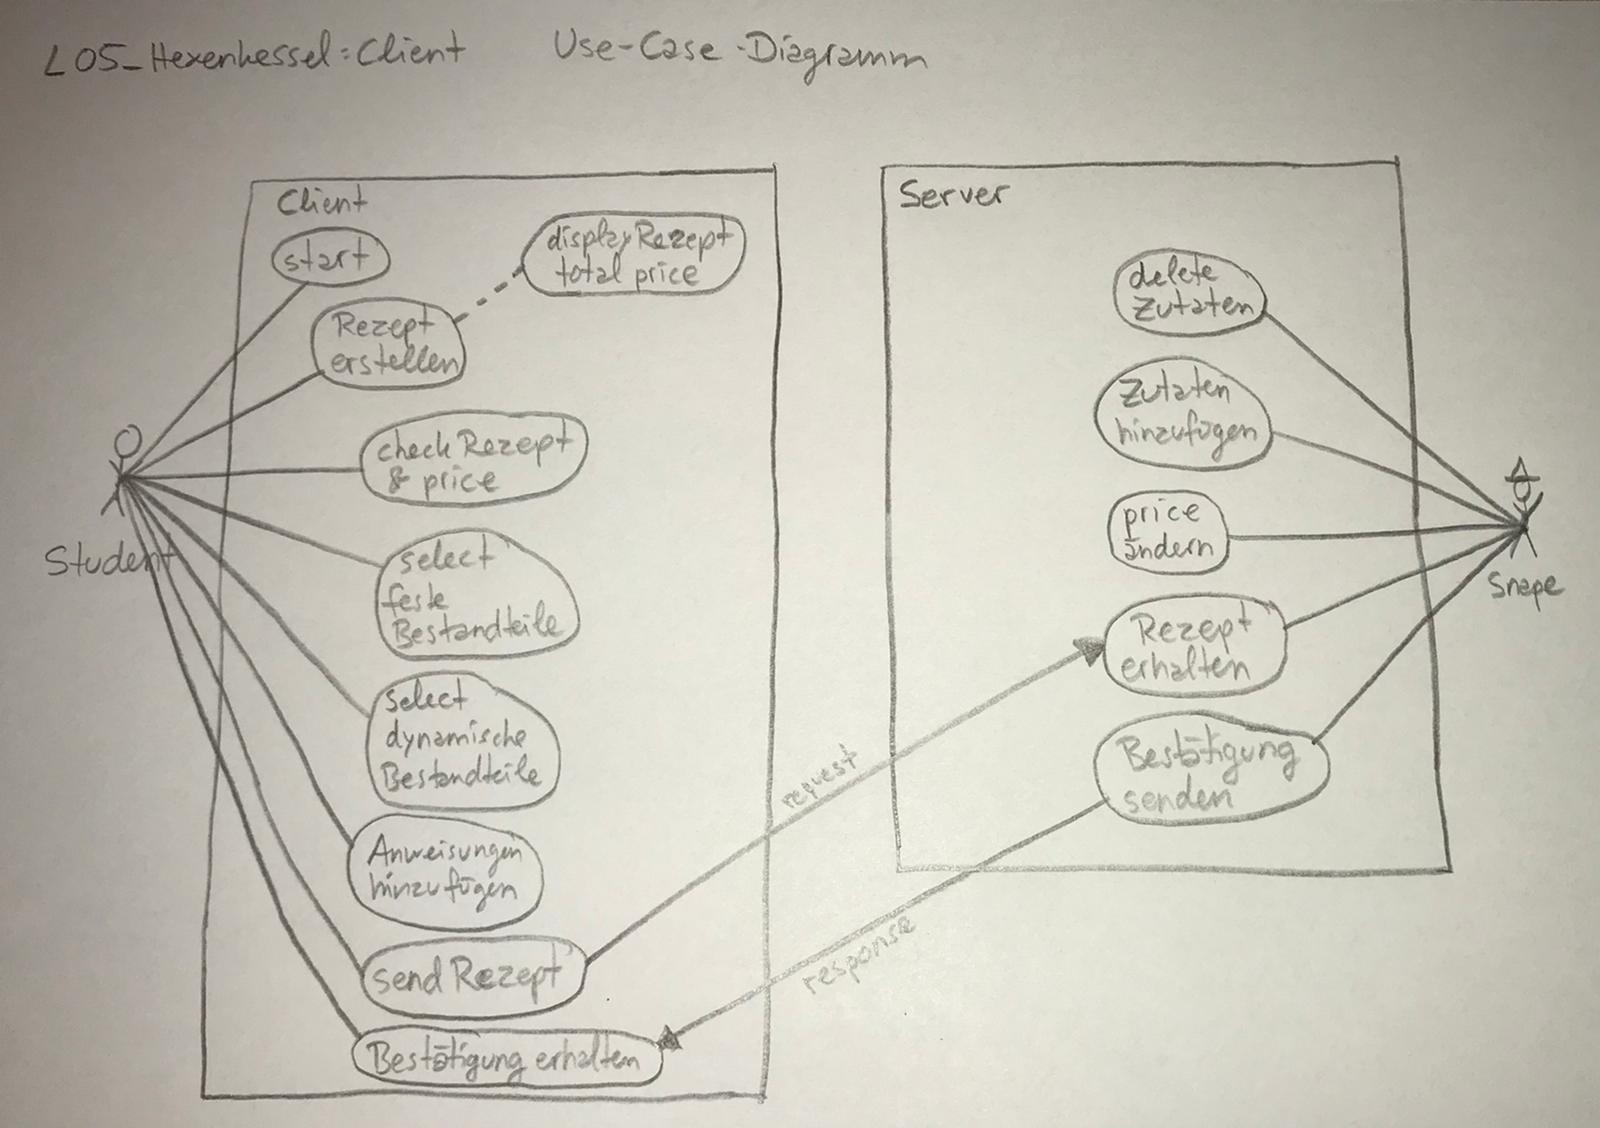 L05_Hexenkessel:Client Use-Case-Diagramm
Client
start
displayRezept
total price
Rezept
erstellen
check Rezept
& price
Student
select
feste
Bestandteile
select
dynamische
Bestandteile
Anweisungen
hinzufügen
send Rezept
Bestätigung erhalten
request
response
Server
delete
Zutaten
Zutaten
hinzufügen
price
ändern
Rezept
erhalten
Bestätigung
senden
Snape